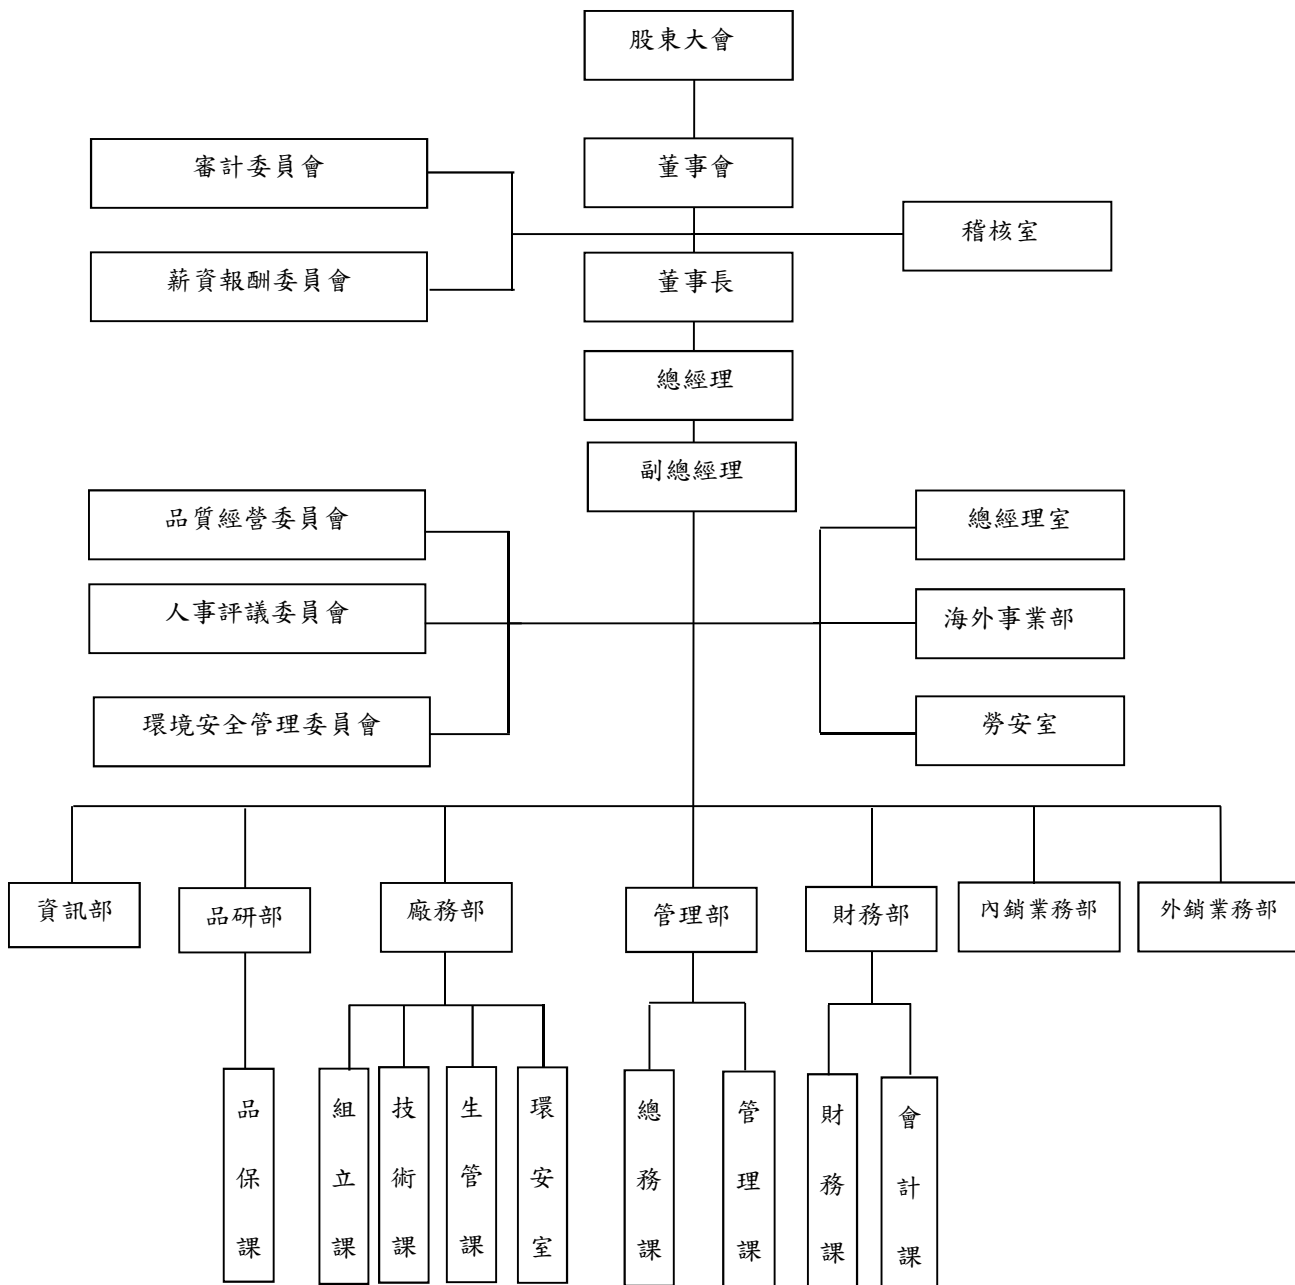 股東大會
審計委員會
董事會
稽核室
薪資報酬委員會
董事長
總經理
副總經理
品質經營委員會
總經理室
人事評議委員會
海外事業部
環境安全管理委員會
勞安室
資訊部
品研部
廠務部
管理部
財務部
內銷業務部
外銷業務部
品保課
組立課
技術課
生管課
環安室
總務課
管理課
財務課
會計課